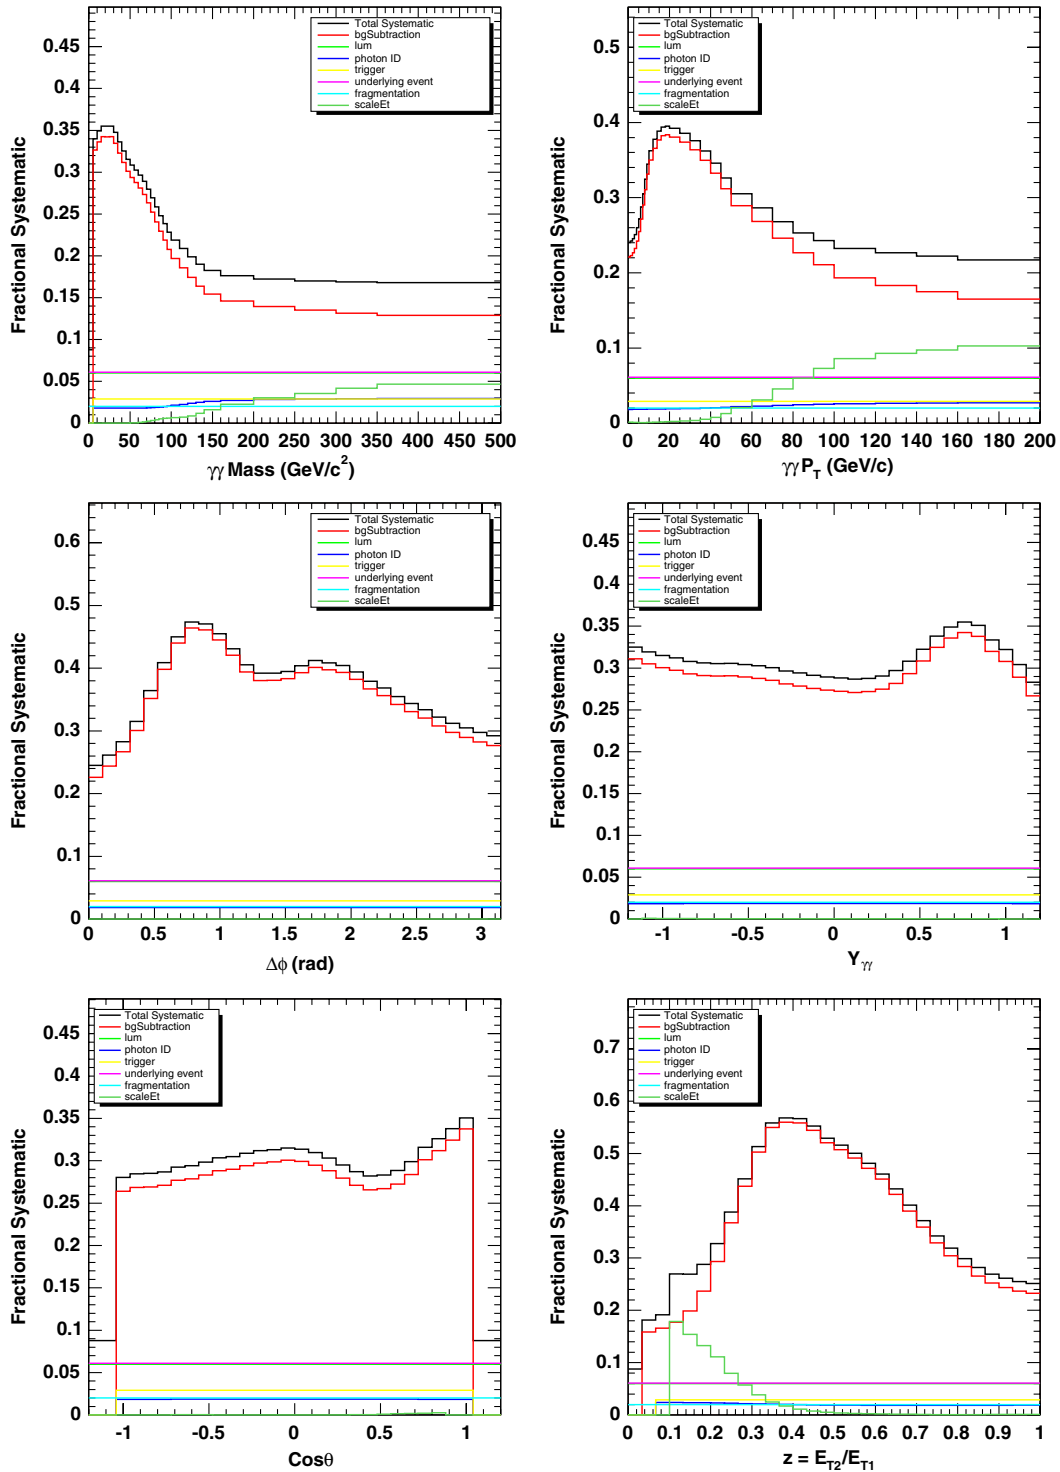 Fractional Systematic
0.45
0.4
0.35
0.3
0.25
0.2
0.15
0.1
0.05
0
Total Systematic
bgSubtraction
lum
photon ID
trigger
underlying event
fragmentation
scaleEt
0 50 100 150 200 250 300 350 400 450 500
γγ Mass (GeV/c²)
Fractional Systematic
0.5
0.4
0.3
0.2
0.1
0
Total Systematic
bgSubtraction
lum
photon ID
trigger
underlying event
fragmentation
scaleEt
0 20 40 60 80 100 120 140 160 180 200
γγ P_T (GeV/c)
Fractional Systematic
0.6
0.5
0.4
0.3
0.2
0.1
0
Total Systematic
bgSubtraction
lum
photon ID
trigger
underlying event
fragmentation
scaleEt
0 0.5 1 1.5 2 2.5 3
Δϕ (rad)
Fractional Systematic
0.45
0.4
0.35
0.3
0.25
0.2
0.15
0.1
0.05
0
Total Systematic
bgSubtraction
lum
photon ID
trigger
underlying event
fragmentation
scaleEt
-1 -0.5 0 0.5 1
Y_γγ
Fractional Systematic
0.45
0.4
0.35
0.3
0.25
0.2
0.15
0.1
0.05
0
Total Systematic
bgSubtraction
lum
photon ID
trigger
underlying event
fragmentation
scaleEt
-1 -0.5 0 0.5 1
Cosθ
Fractional Systematic
0.7
0.6
0.5
0.4
0.3
0.2
0.1
0
Total Systematic
bgSubtraction
lum
photon ID
trigger
underlying event
fragmentation
scaleEt
0 0.1 0.2 0.3 0.4 0.5 0.6 0.7 0.8 0.9 1
z = E_T2/E_T1